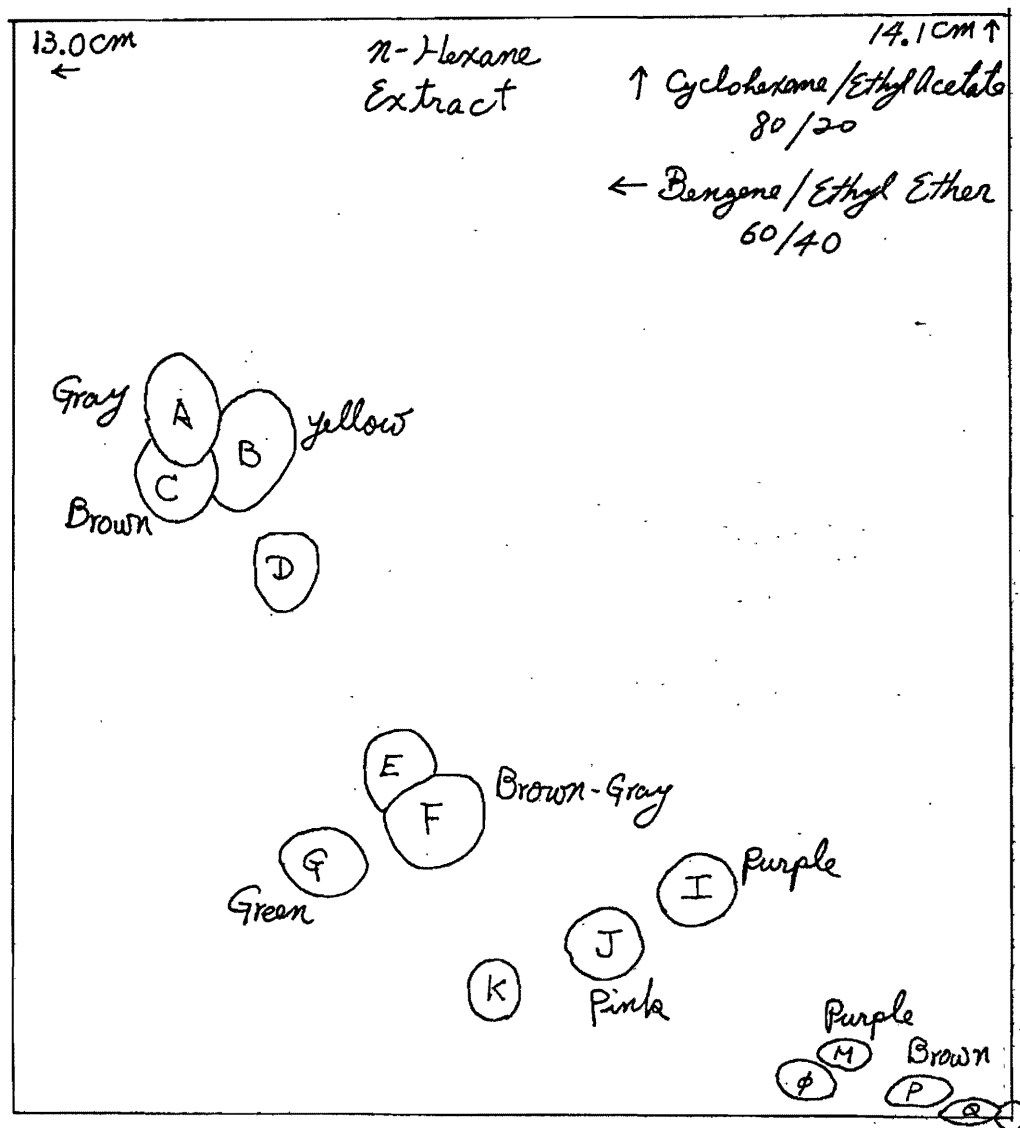 13.0cm
←
n-Hexane
Extract
14.1cm ↑
↑ Cyclohexane/Ethyl Acetate
80/20
← Benzene/Ethyl Ether
60/40
Gray
A
B
yellow
C
Brown
D
E
F
Brown-Gray
G
Green
I
Purple
J
Pink
K
Purple
M
φ
Brown
P
Q